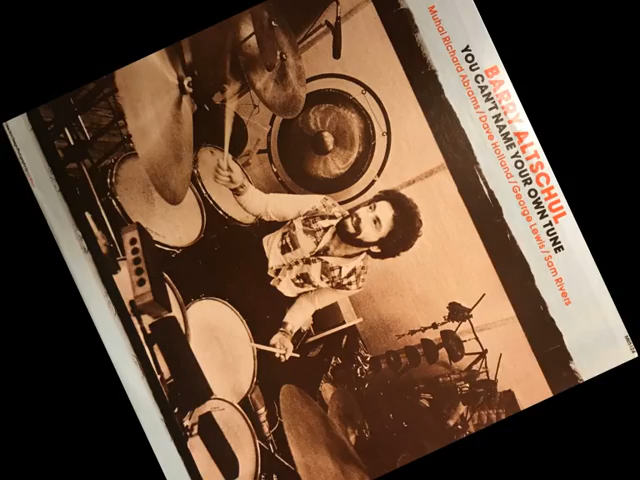 BARRY ALTSCHUL
YOU CAN'T NAME YOUR OWN TUNE
Muhal Richard Abrams/Dave Holland/George Lewis/Sam Rivers